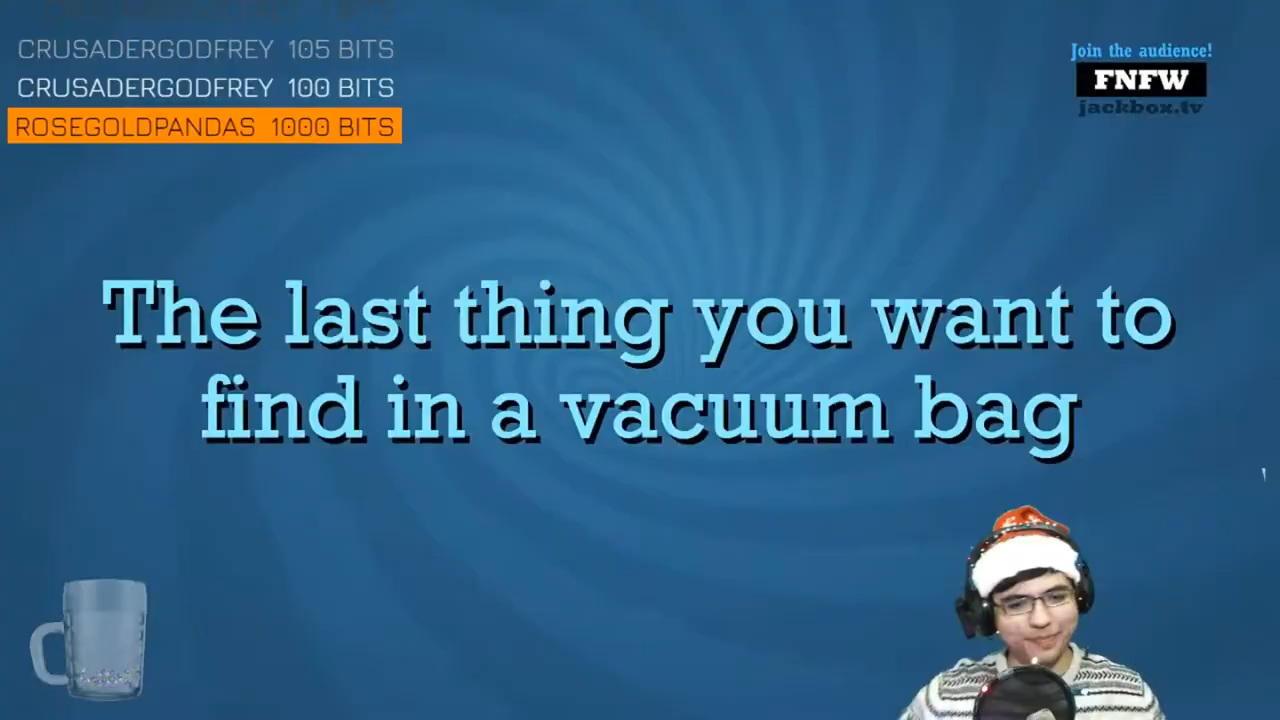 CRUSADERGODFREY 105 BITS
CRUSADERGODFREY 100 BITS
ROSEGOLDPANDAS 1000 BITS
Join the audience!
FNFW
jackbox.tv
The last thing you want to
find in a vacuum bag